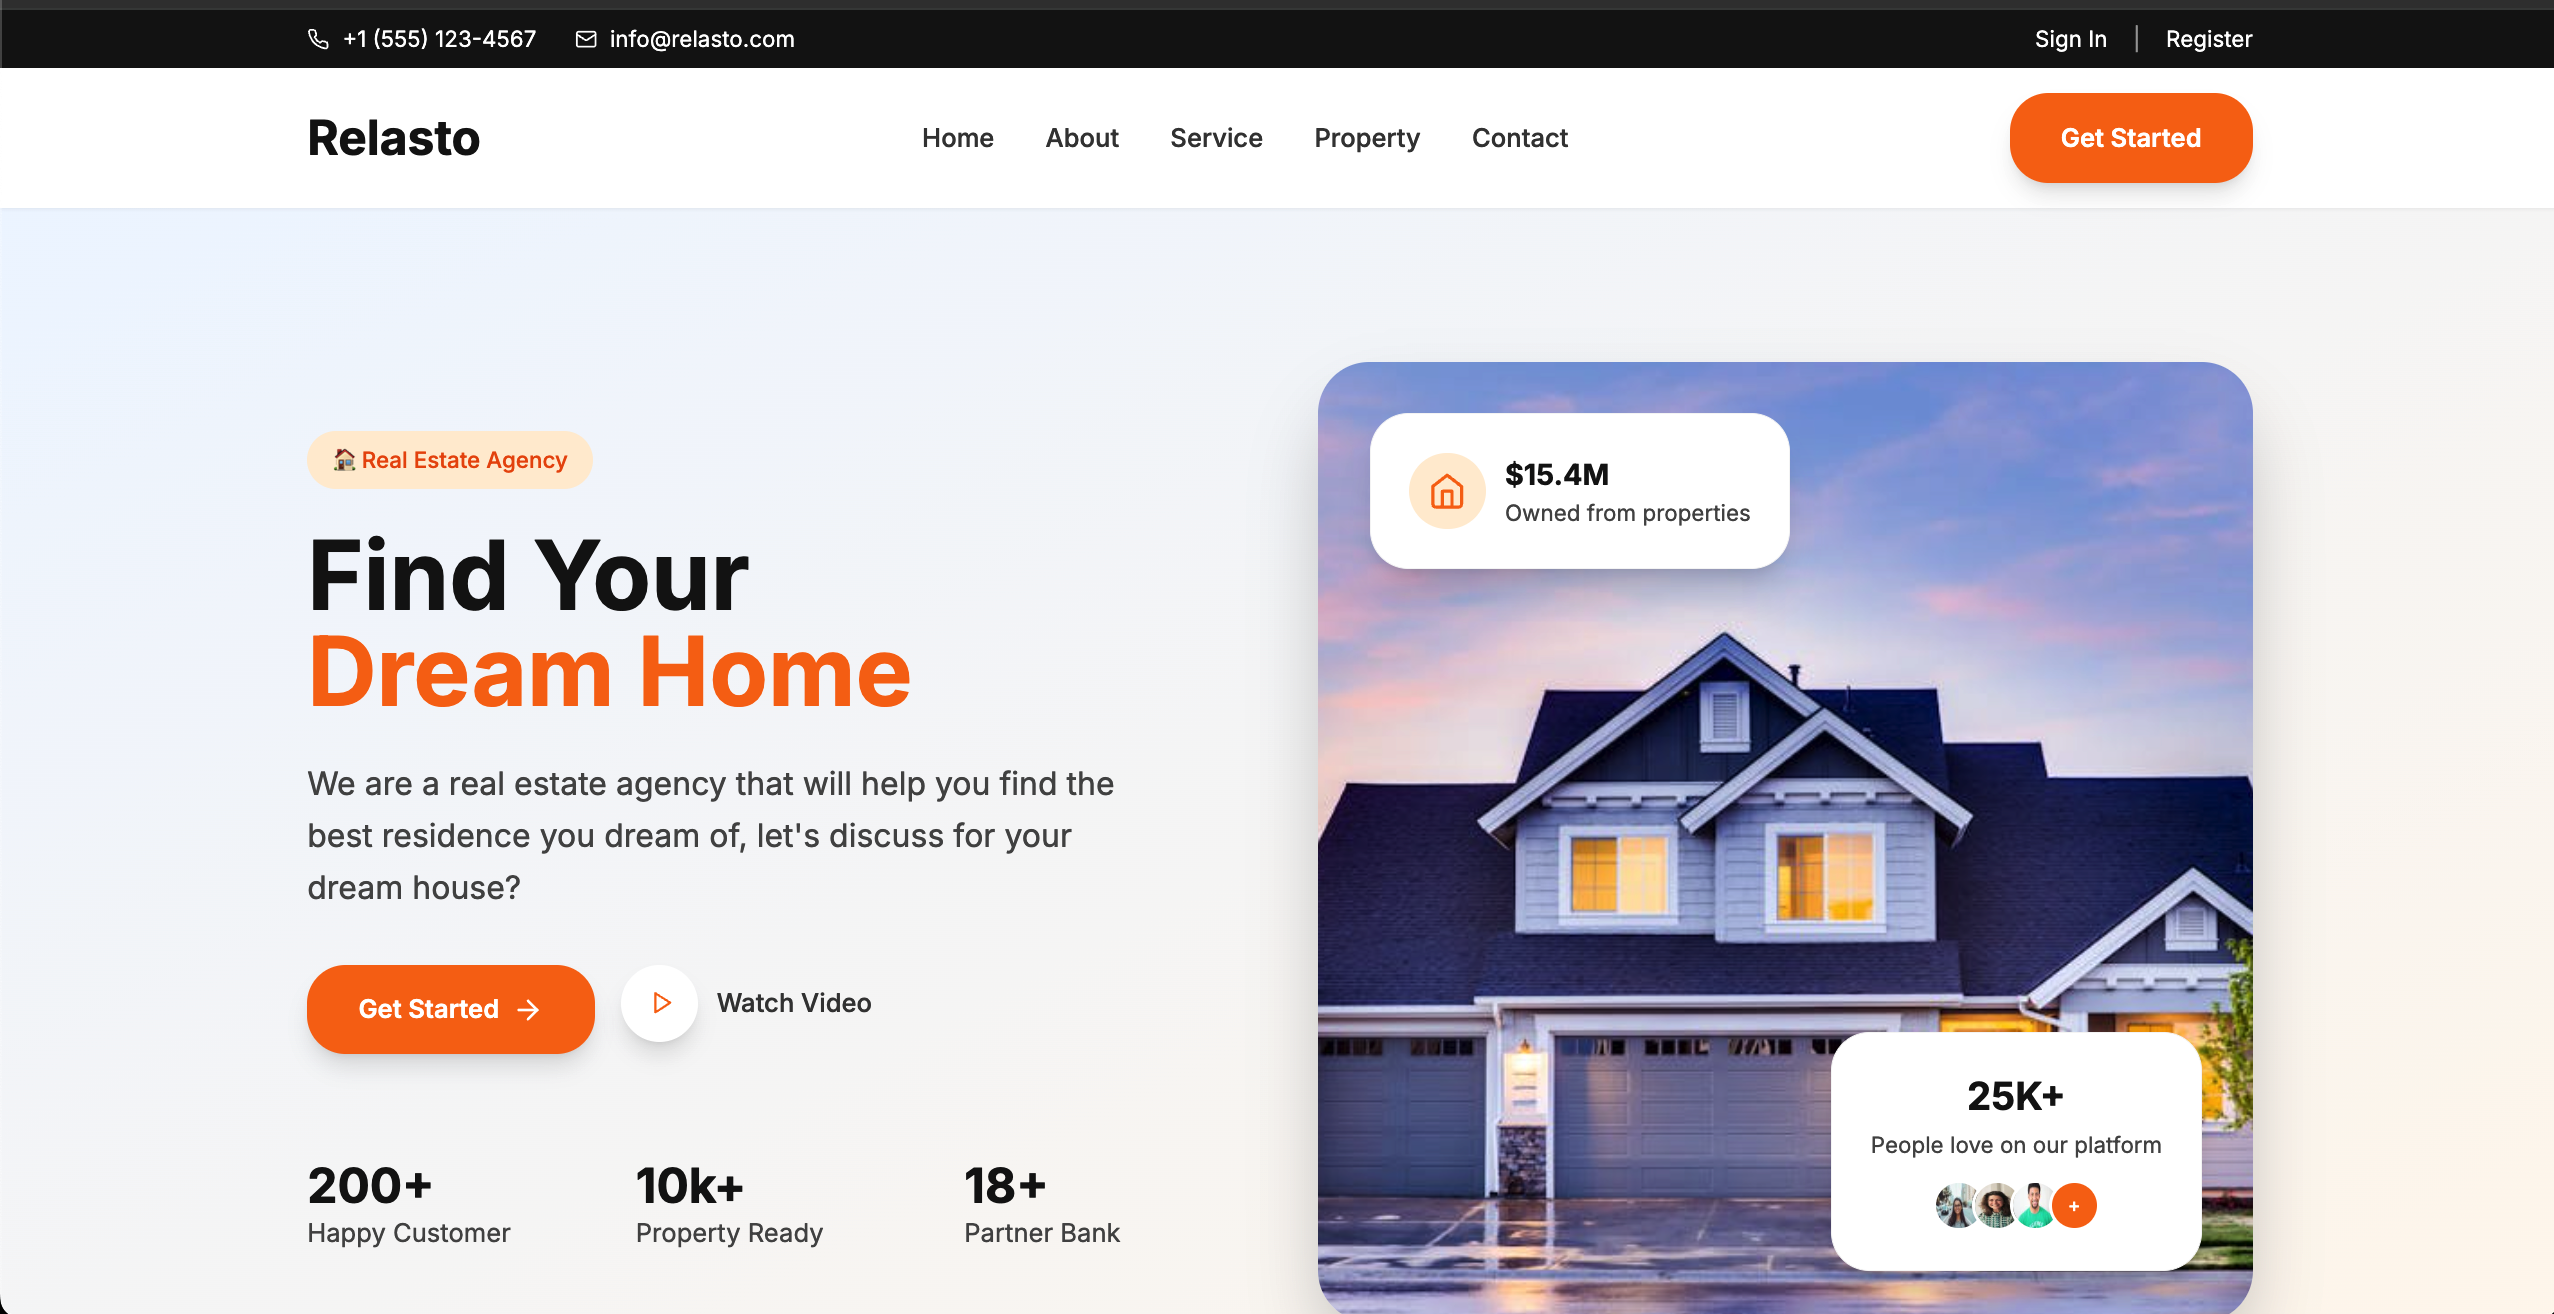 +1 (555) 123-4567 info@relasto.com Sign In | Register
Relasto Home About Service Property Contact Get Started
Real Estate Agency
Find Your
Dream Home
We are a real estate agency that will help you find the
best residence you dream of, let's discuss for your
dream house?
Get Started → Watch Video
200+ 10k+ 18+
Happy Customer Property Ready Partner Bank
$15.4M
Owned from properties
25K+
People love on our platform
+